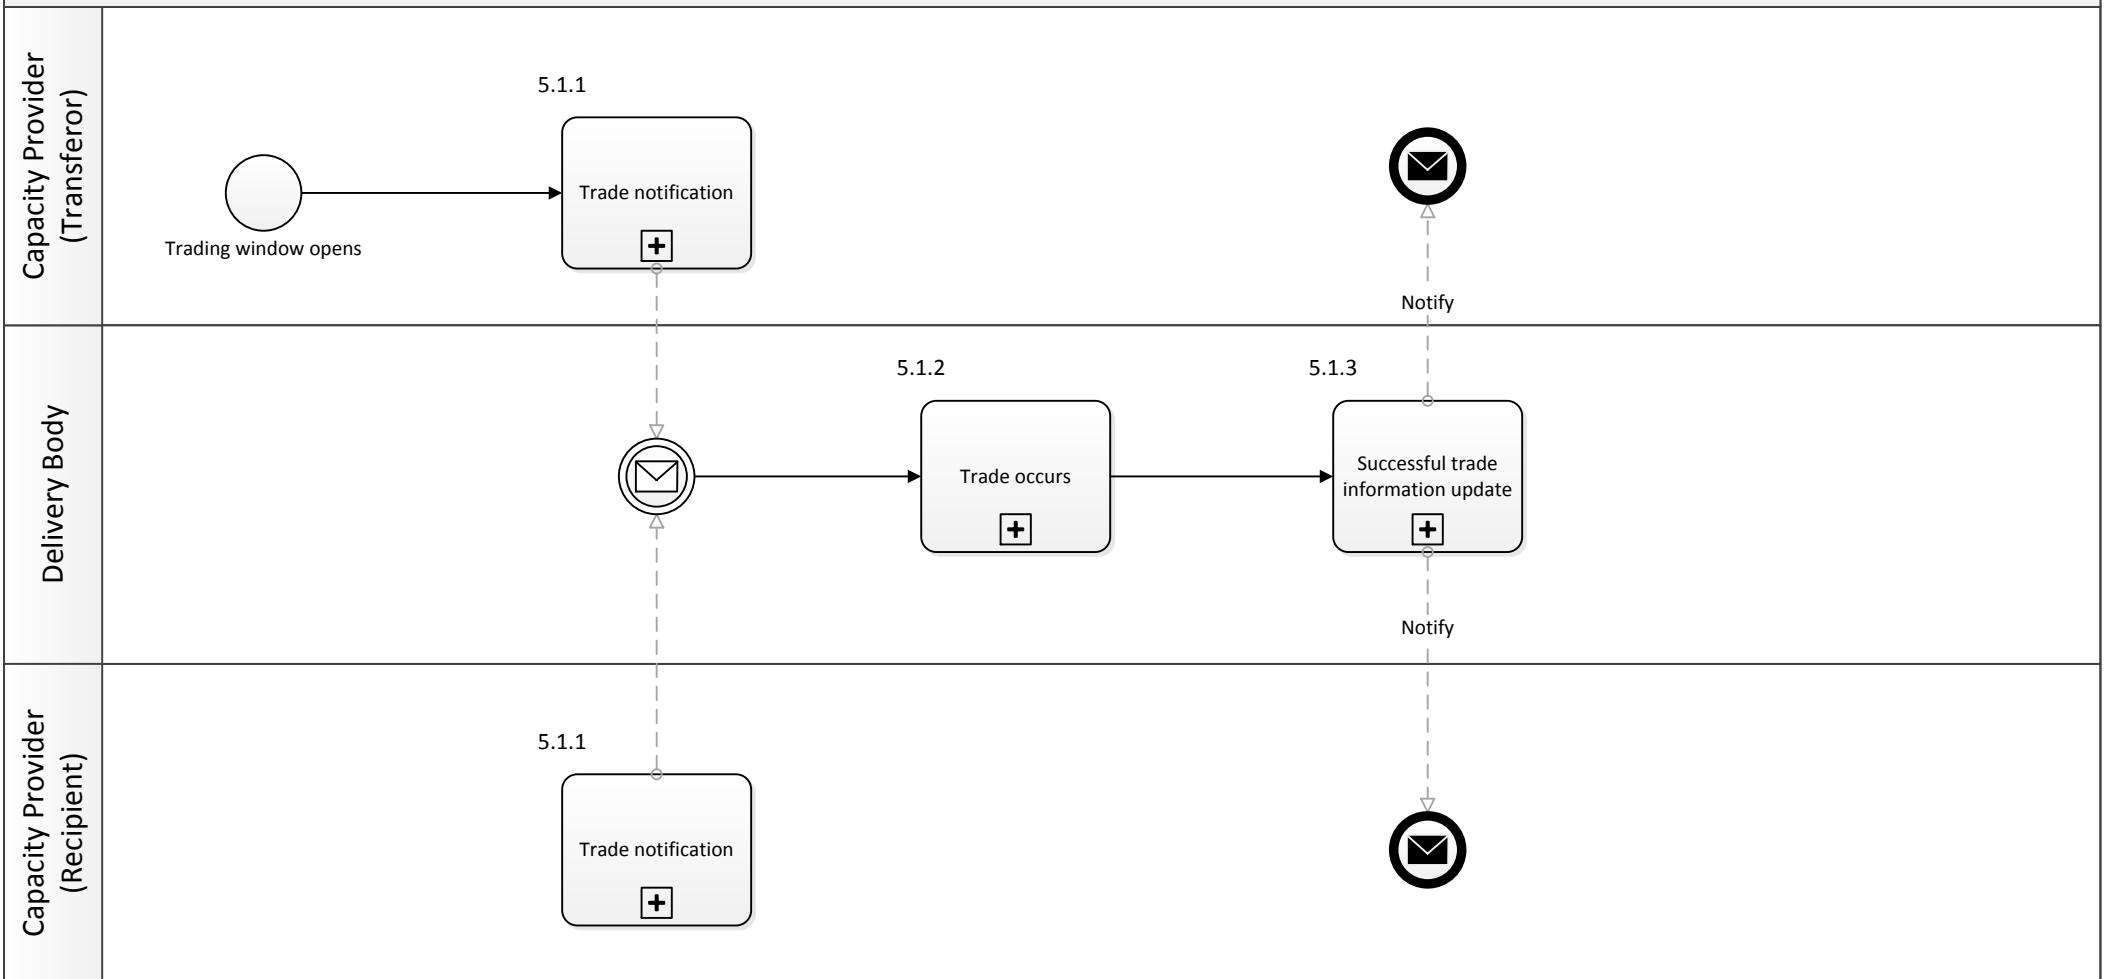 Capacity Provider
(Transferor)
5.1.1
Trade notification
Trading window opens
Notify
Delivery Body
5.1.2
5.1.3
Trade occurs
Successful trade
information update
Notify
Capacity Provider
(Recipient)
5.1.1
Trade notification